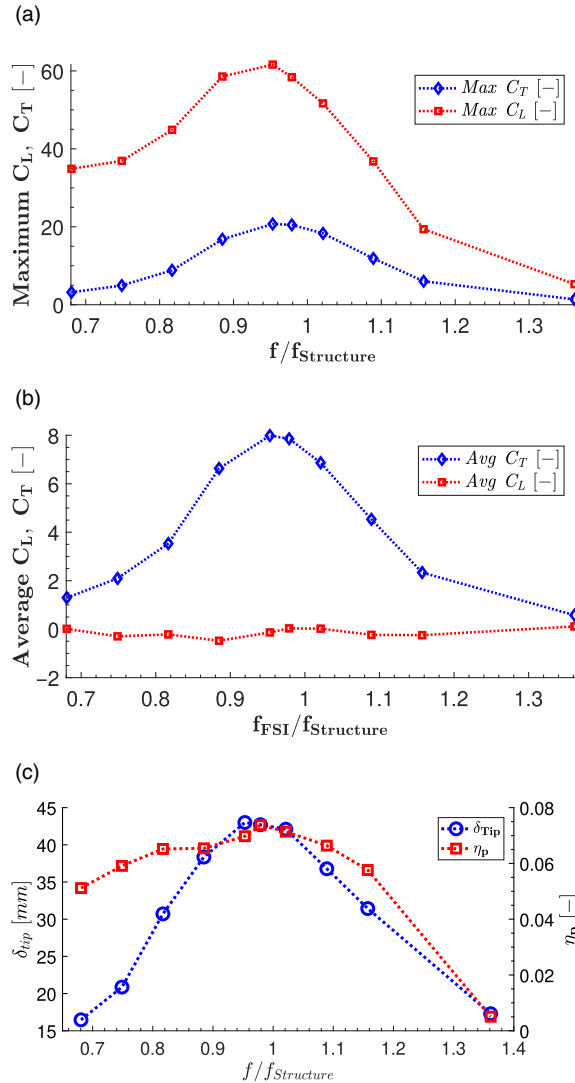 (a)
Maximum C_L, C_T [−]
60
40
20
0
0.7 0.8 0.9 1 1.1 1.2 1.3
f/f_Structure
Max C_T [−]
Max C_L [−]
(b)
Average C_L, C_T [−]
8
6
4
2
0
−2
0.7 0.8 0.9 1 1.1 1.2 1.3
f_FSI/f_Structure
Avg C_T [−]
Avg C_L [−]
(c)
δ_tip [mm]
45
40
35
30
25
20
15
0.7 0.8 0.9 1 1.1 1.2 1.3 1.4
f/f_Structure
δ_Tip
η_p
0.08
0.06
0.04
0.02
0
η_p [−]